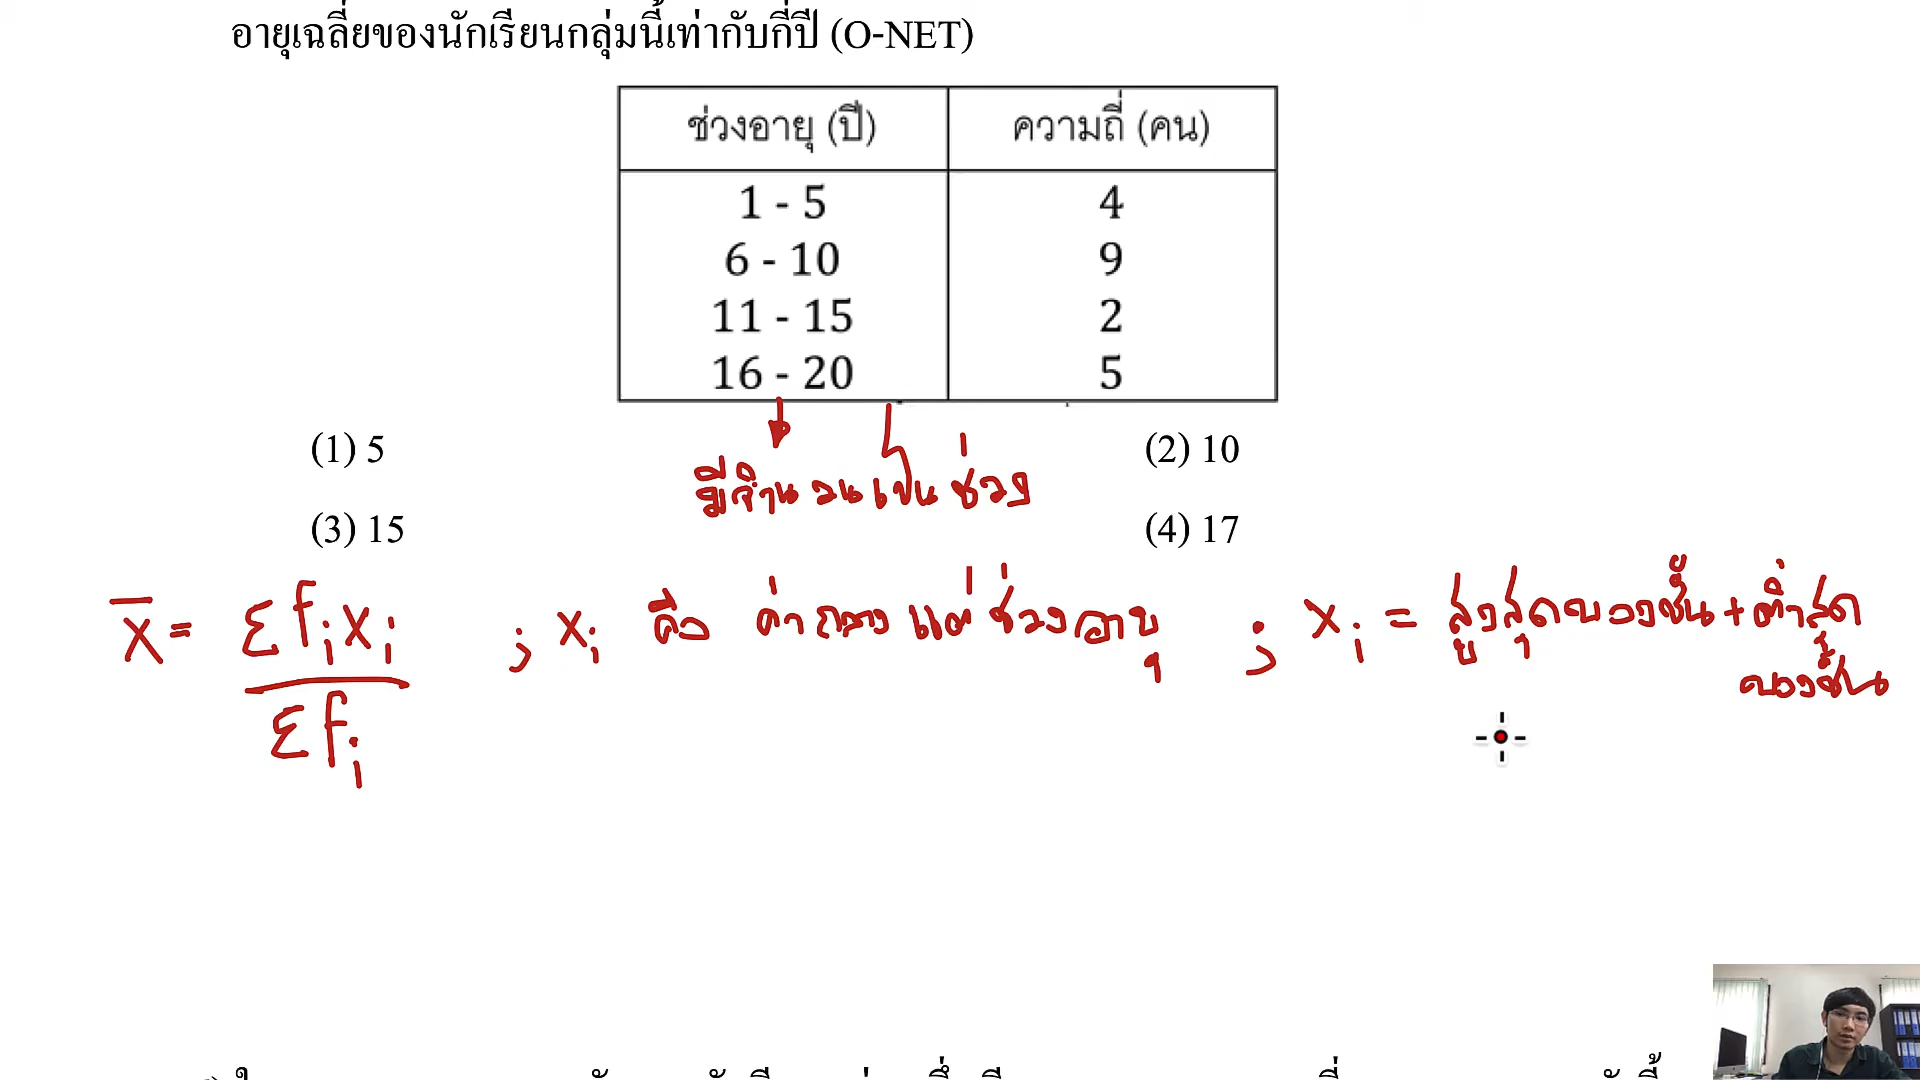 อายุเฉลี่ยของนักเรียนกลุ่มนี้เท่ากับกี่ปี (O-NET)
ช่วงอายุ (ปี) ความถี่ (คน)
1 - 5 4
6 - 10 9
11 - 15 2
16 - 20 5
(1) 5 (2) 10
มีจำนวนเป็นช่วง
(3) 15 (4) 17
x̄ = Σfᵢxᵢ / Σfᵢ ; xᵢ คือ ค่ากลางแต่ช่วงอายุ ; xᵢ = สูงสุดของชั้น + ต่ำสุด
ของชั้น